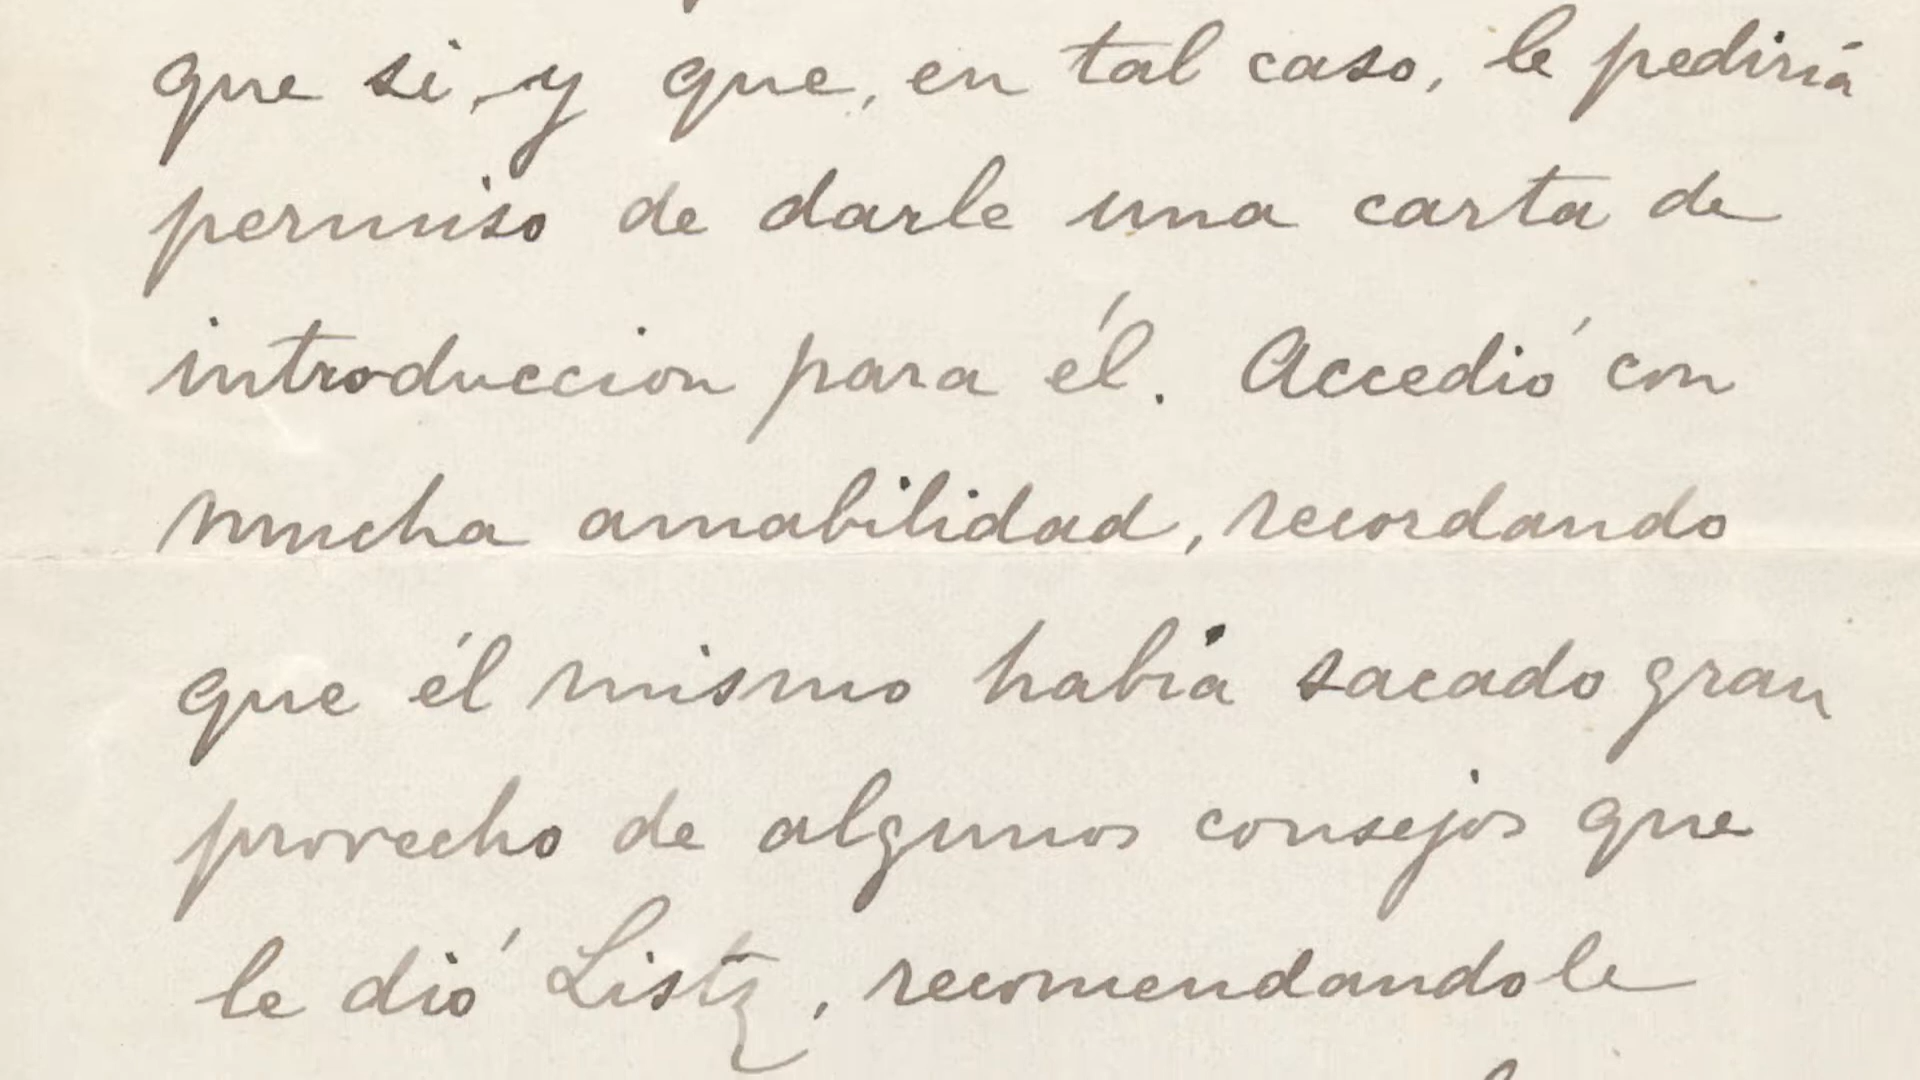 que si, y que, en tal caso, le pediría
permiso de darle una carta de
introduccion para él. Accedió con
mucha amabilidad, recordando
que él mismo había sacado gran
provecho de algunos consejos que
le dió Listz, recomendandole